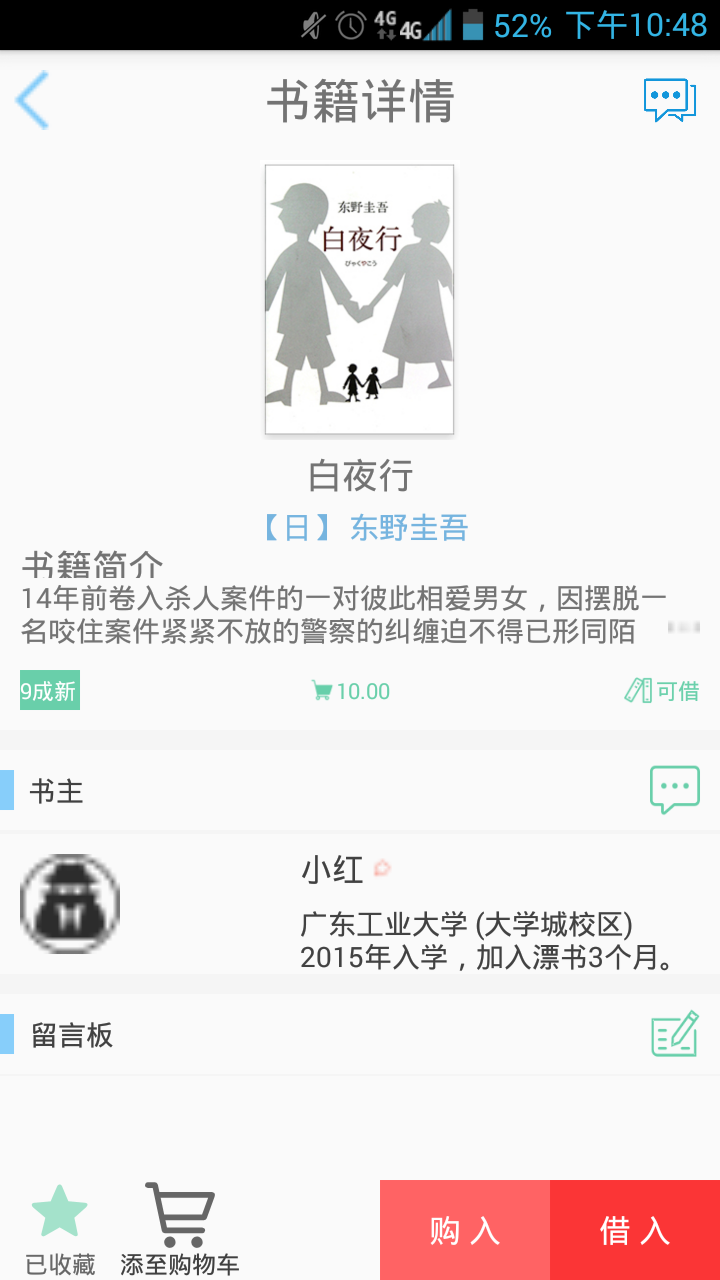 4G 4G 52% 下午10:48
书籍详情
东野圭吾
白夜行
びゃくやこう
白夜行
【日】 东野圭吾
书籍简介
14年前卷入杀人案件的一对彼此相爱男女，因摆脱一
名咬住案件紧紧不放的警察的纠缠迫不得已形同陌
9成新
10.00
可借
书主
小红
广东工业大学 (大学城校区)
2015年入学，加入漂书3个月。
留言板
已收藏
添至购物车
购入
借入